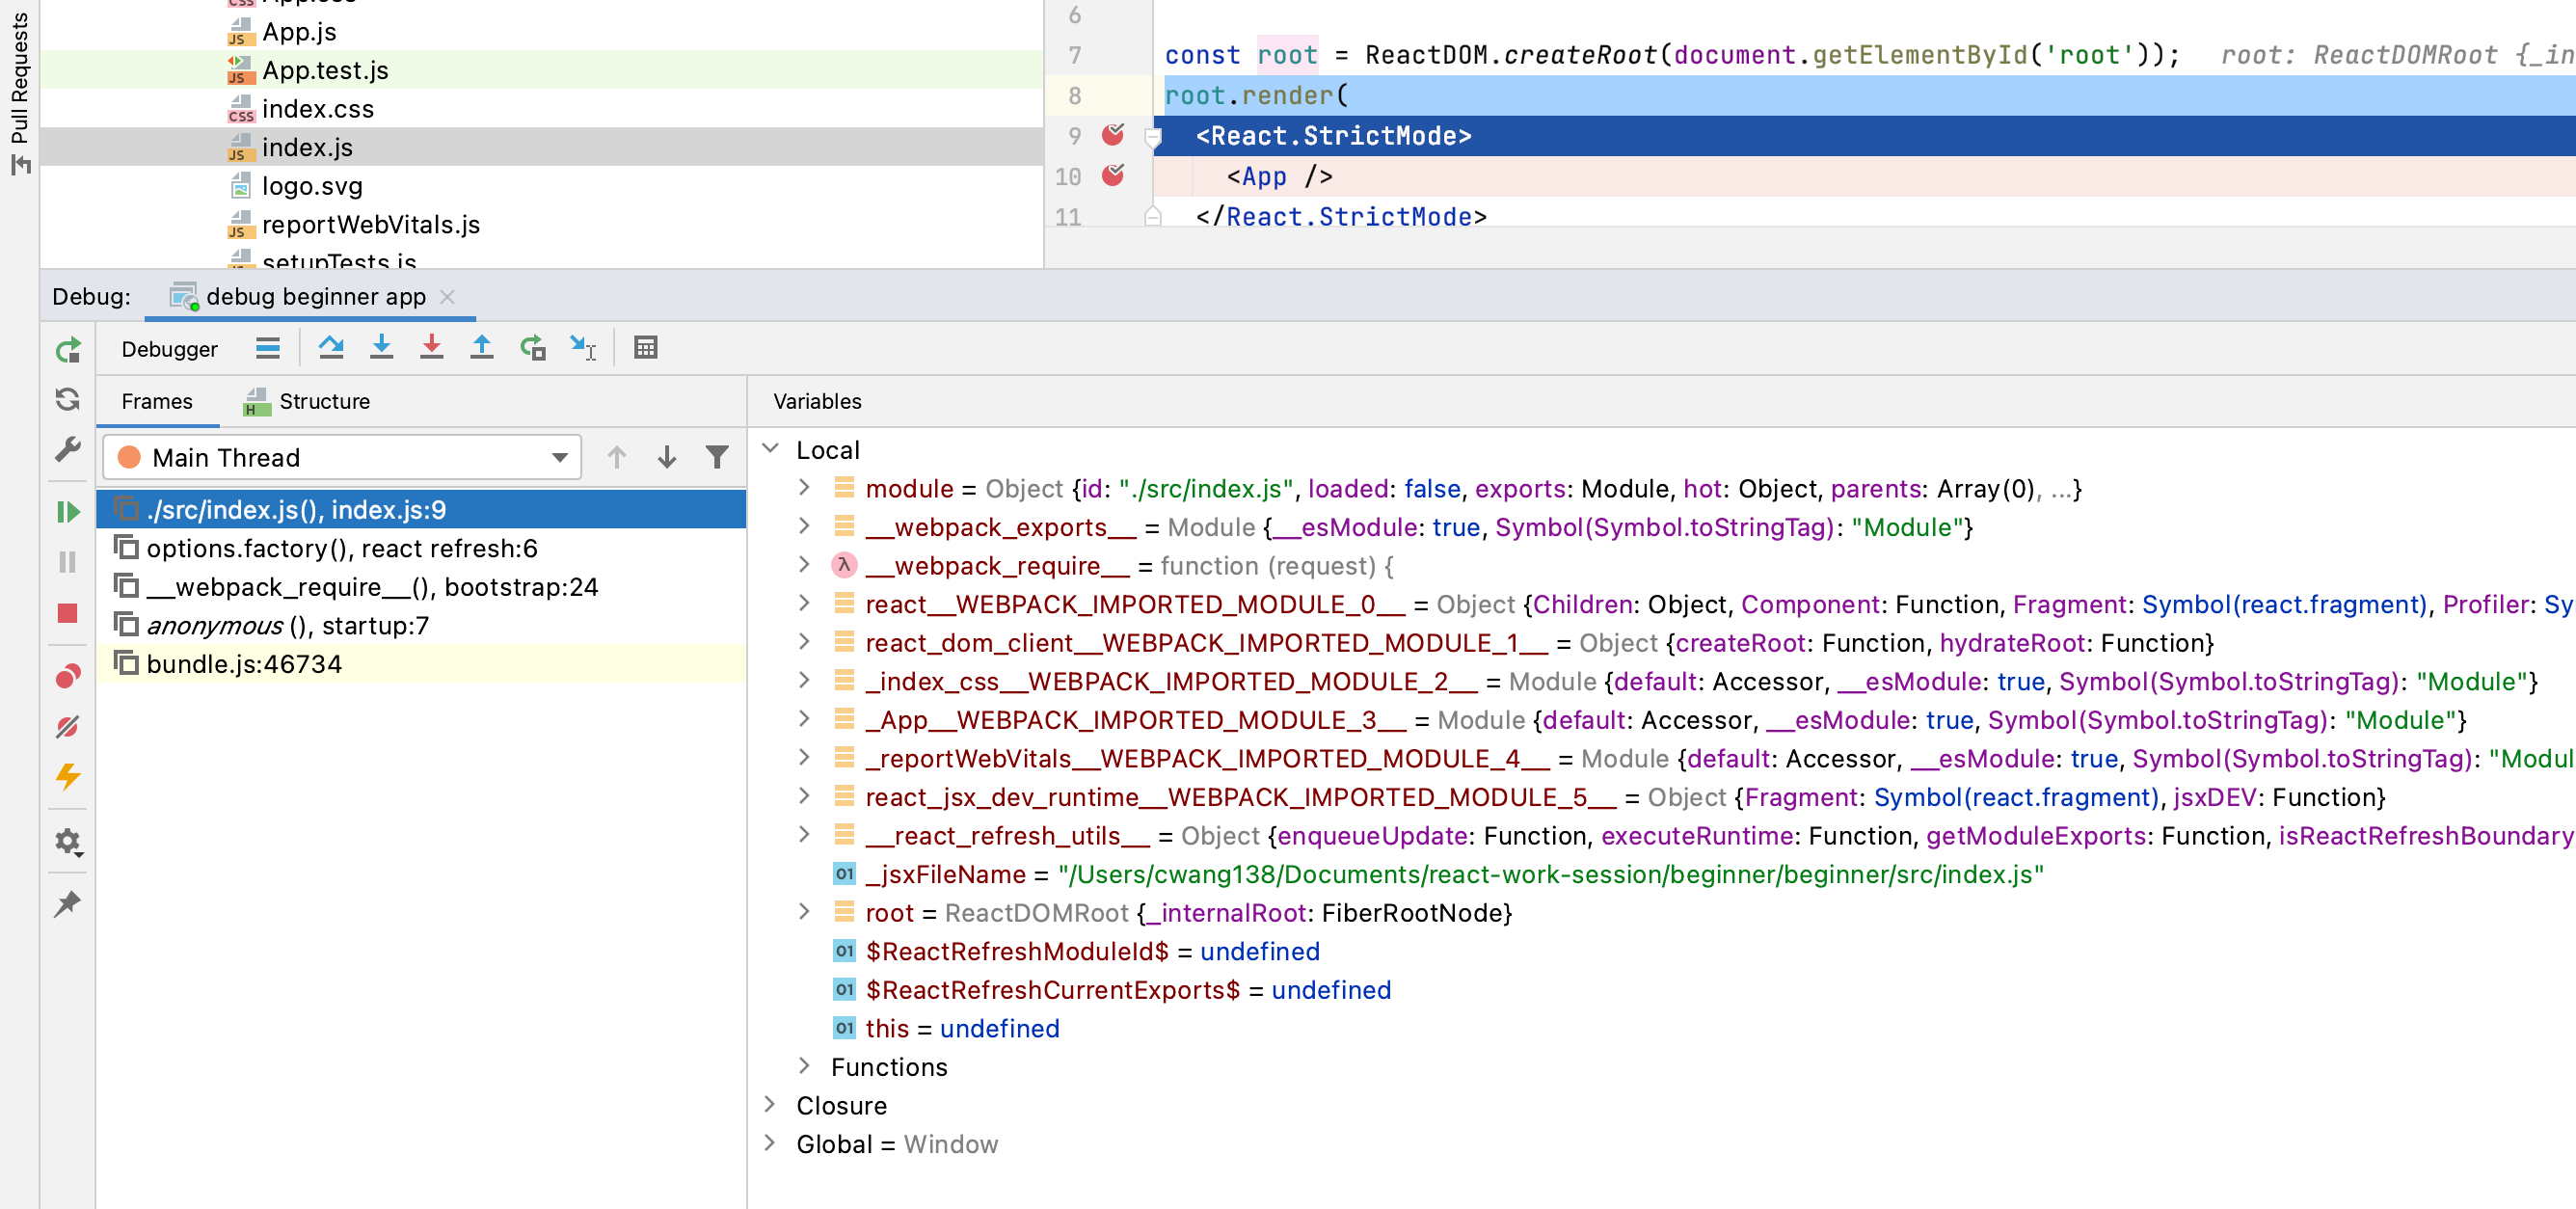 Pull Requests
App.js
App.test.js
index.css
index.js
logo.svg
reportWebVitals.js
setupTests.js
6
7 const root = ReactDOM.createRoot(document.getElementById('root')); root: ReactDOMRoot {_in
8 root.render(
9 <React.StrictMode>
10 <App />
11 </React.StrictMode>
Debug: debug beginner app
Debugger
Frames Structure
Main Thread
./src/index.js(), index.js:9
options.factory(), react refresh:6
__webpack_require__(), bootstrap:24
anonymous (), startup:7
bundle.js:46734
Variables
Local
module = Object {id: "./src/index.js", loaded: false, exports: Module, hot: Object, parents: Array(0), ...}
__webpack_exports__ = Module {__esModule: true, Symbol(Symbol.toStringTag): "Module"}
λ __webpack_require__ = function (request) {
react__WEBPACK_IMPORTED_MODULE_0__ = Object {Children: Object, Component: Function, Fragment: Symbol(react.fragment), Profiler: Sy
react_dom_client__WEBPACK_IMPORTED_MODULE_1__ = Object {createRoot: Function, hydrateRoot: Function}
_index_css__WEBPACK_IMPORTED_MODULE_2__ = Module {default: Accessor, __esModule: true, Symbol(Symbol.toStringTag): "Module"}
_App__WEBPACK_IMPORTED_MODULE_3__ = Module {default: Accessor, __esModule: true, Symbol(Symbol.toStringTag): "Module"}
_reportWebVitals__WEBPACK_IMPORTED_MODULE_4__ = Module {default: Accessor, __esModule: true, Symbol(Symbol.toStringTag): "Modul
react_jsx_dev_runtime__WEBPACK_IMPORTED_MODULE_5__ = Object {Fragment: Symbol(react.fragment), jsxDEV: Function}
__react_refresh_utils__ = Object {enqueueUpdate: Function, executeRuntime: Function, getModuleExports: Function, isReactRefreshBoundary
01 _jsxFileName = "/Users/cwang138/Documents/react-work-session/beginner/beginner/src/index.js"
root = ReactDOMRoot {_internalRoot: FiberRootNode}
01 $ReactRefreshModuleId$ = undefined
01 $ReactRefreshCurrentExports$ = undefined
01 this = undefined
Functions
Closure
Global = Window